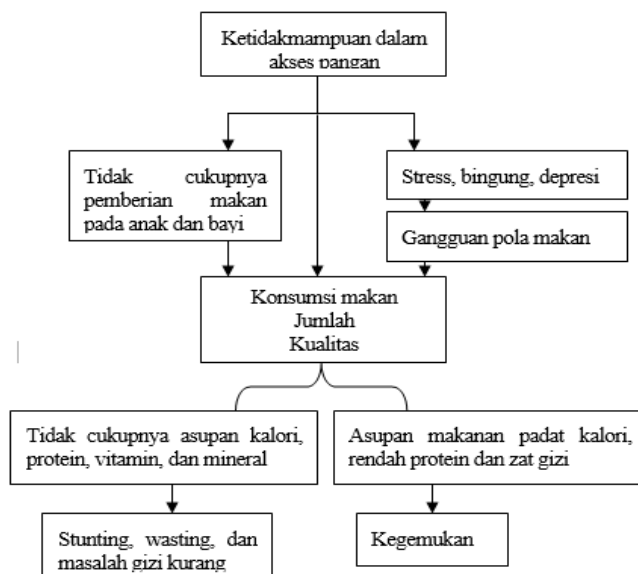 Ketidakmampuan dalam
akses pangan
Tidak cukupnya
pemberian makan
pada anak dan bayi
Stress, bingung, depresi
Gangguan pola makan
Konsumsi makan
Jumlah
Kualitas
Tidak cukupnya asupan kalori,
protein, vitamin, dan mineral
Asupan makanan padat kalori,
rendah protein dan zat gizi
Stunting, wasting, dan
masalah gizi kurang
Kegemukan